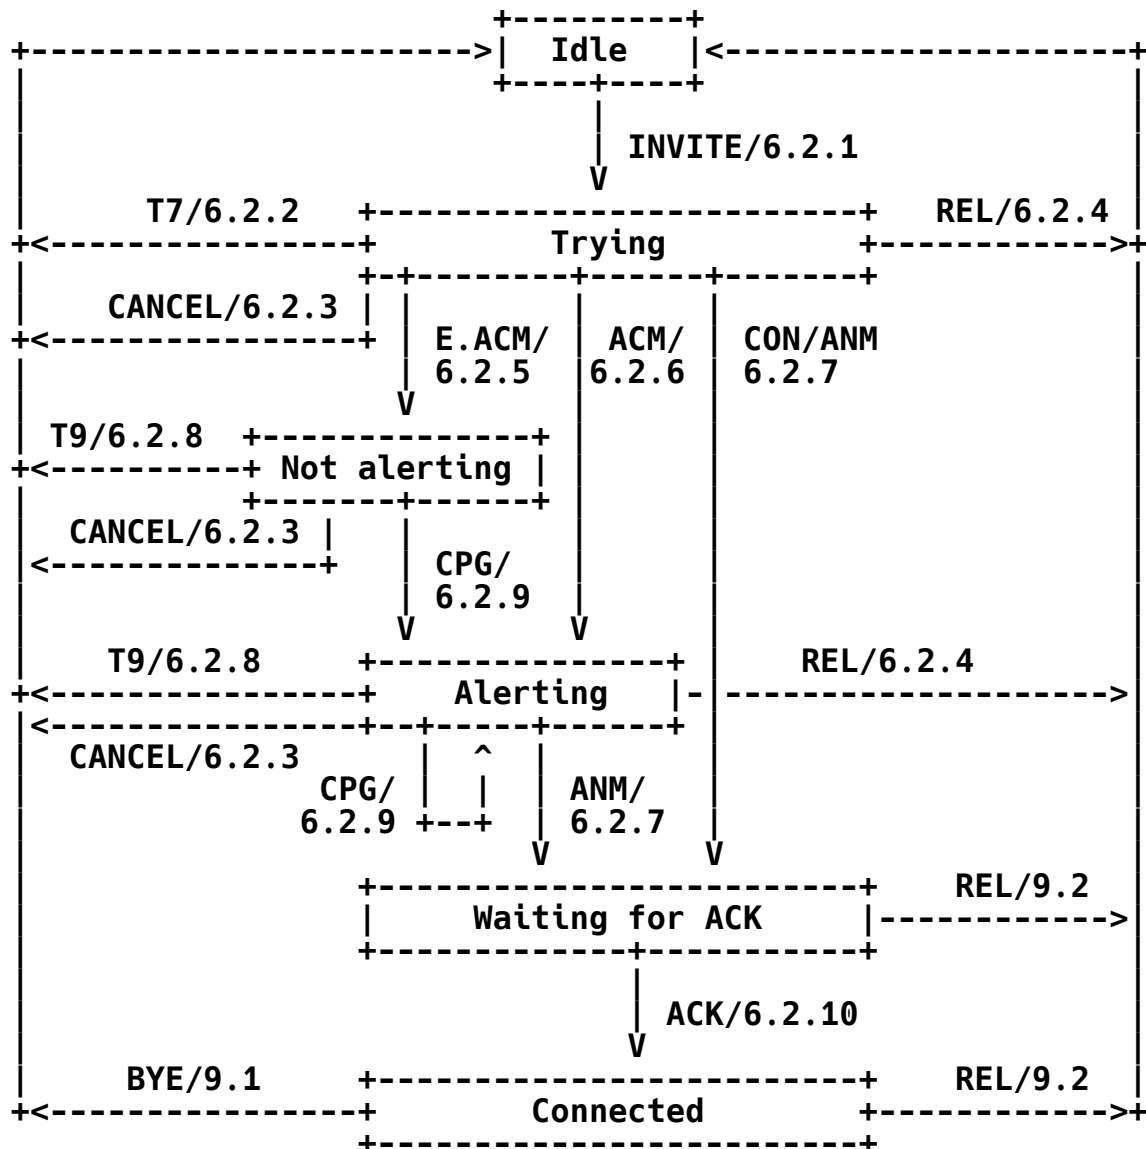 Idle
INVITE/6.2.1
T7/6.2.2 REL/6.2.4
Trying
CANCEL/6.2.3
E.ACM/ ACM/ CON/ANM
6.2.5 6.2.6 6.2.7
T9/6.2.8
Not alerting
CANCEL/6.2.3
CPG/
6.2.9
T9/6.2.8 REL/6.2.4
Alerting
CANCEL/6.2.3
CPG/ ANM/
6.2.9 6.2.7
REL/9.2
Waiting for ACK
ACK/6.2.10
BYE/9.1 REL/9.2
Connected